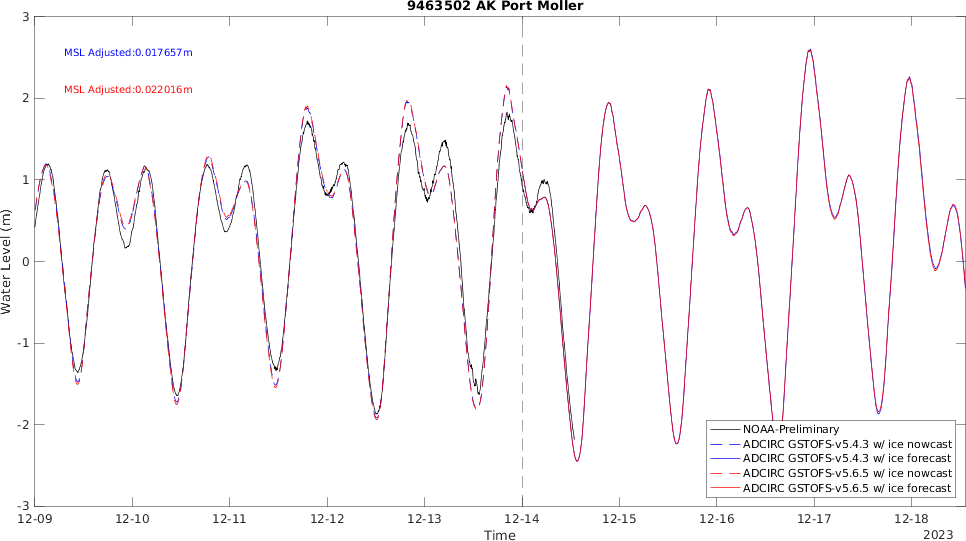 9463502 AK Port Moller
MSL Adjusted:0.017657m
MSL Adjusted:0.022016m
Water Level (m)
3
2
1
0
-1
-2
-3
NOAA-Preliminary
ADCIRC GSTOFS-v5.4.3 w/ ice nowcast
ADCIRC GSTOFS-v5.4.3 w/ ice forecast
ADCIRC GSTOFS-v5.6.5 w/ ice nowcast
ADCIRC GSTOFS-v5.6.5 w/ ice forecast
12-09 12-10 12-11 12-12 12-13 12-14 12-15 12-16 12-17 12-18
Time
2023